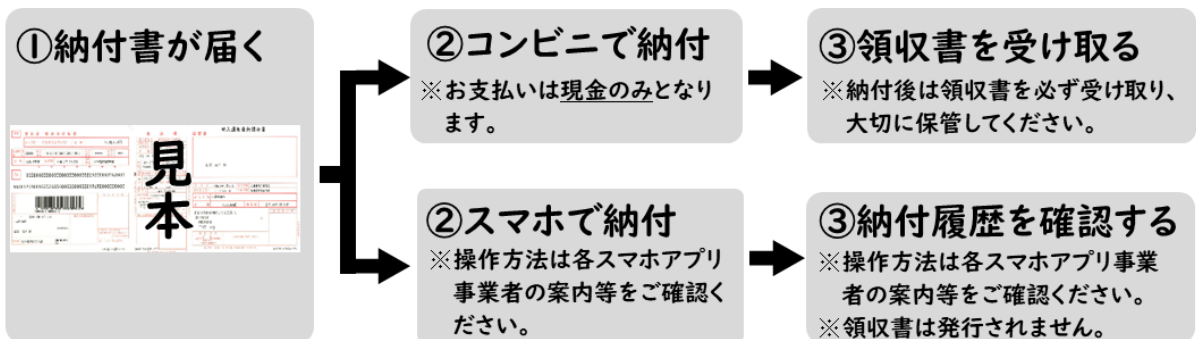 ①納付書が届く
見本
②コンビニで納付
※お支払いは現金のみとなり
ます。
③領収書を受け取る
※納付後は領収書を必ず受け取り、
大切に保管してください。
②スマホで納付
※操作方法は各スマホアプリ
事業者の案内等をご確認く
ださい。
③納付履歴を確認する
※操作方法は各スマホアプリ事業
者の案内等をご確認ください。
※領収書は発行されません。